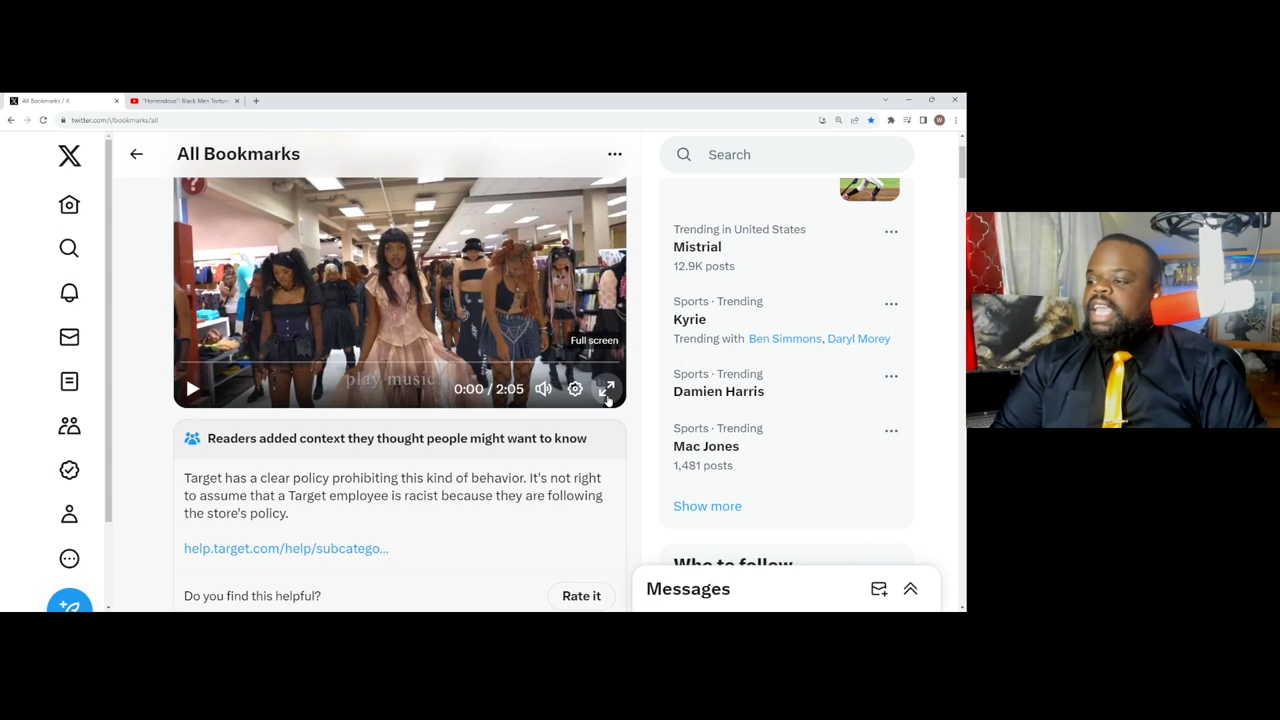 All Bookmarks / X
"Horrendous": Black Men Tortur
twitter.com/i/bookmarks/all
W
All Bookmarks
Search
?
Full screen
play music!
0:00 / 2:05
Readers added context they thought people might want to know
Target has a clear policy prohibiting this kind of behavior. It's not right
to assume that a Target employee is racist because they are following
the store's policy.
help.target.com/help/subcatego...
Do you find this helpful?
Rate it
Trending in United States
Mistrial
12.9K posts
Sports · Trending
Kyrie
Trending with Ben Simmons, Daryl Morey
Sports · Trending
Damien Harris
Sports · Trending
Mac Jones
1,481 posts
Show more
Who to follow
Messages